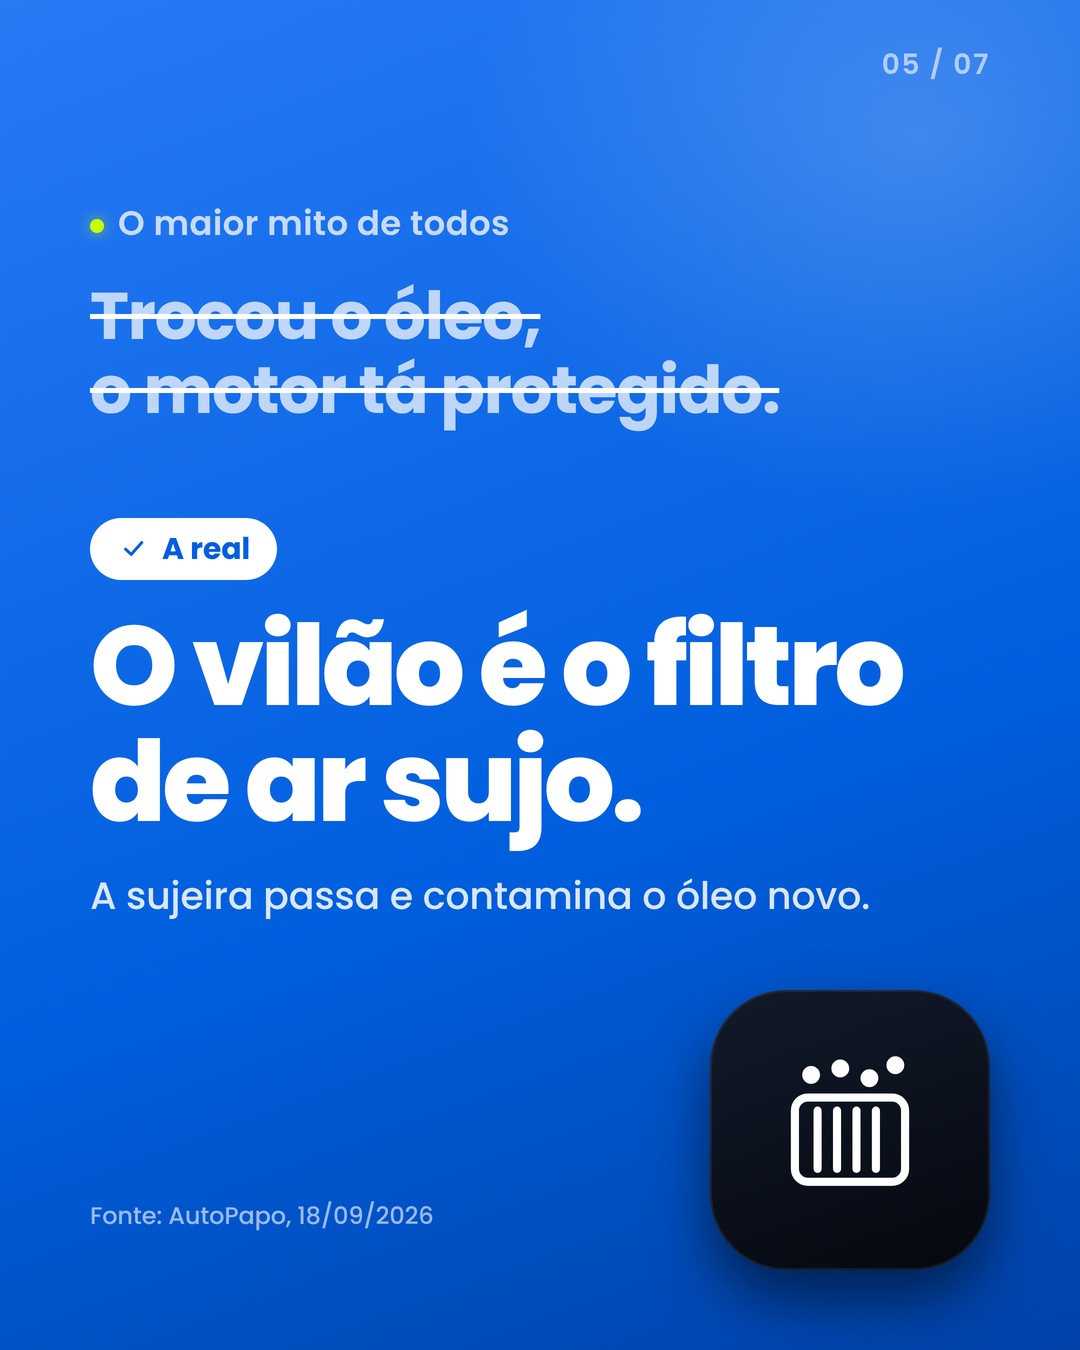 05 / 07
O maior mito de todos
Trocou o óleo,
o motor tá protegido.
A real
O vilão é o filtro
de ar sujo.
A sujeira passa e contamina o óleo novo.
Fonte: AutoPapo, 18/09/2026